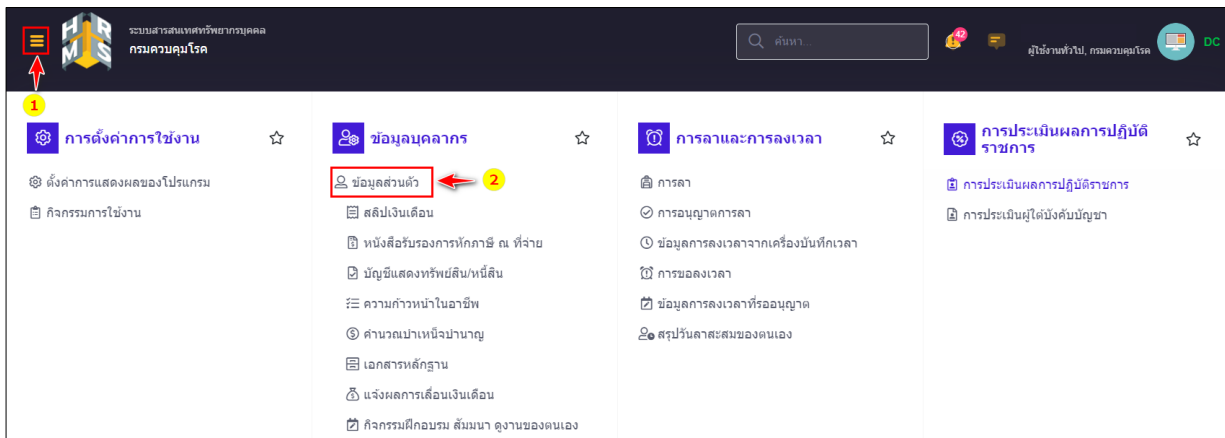 HR
MS
ระบบสารสนเทศทรัพยากรบุคคล
กรมควบคุมโรค
ค้นหา...
42
ผู้ใช้งานทั่วไป, กรมควบคุมโรค
DC
1
การตั้งค่าการใช้งาน
ตั้งค่าการแสดงผลของโปรแกรม
กิจกรรมการใช้งาน
ข้อมูลบุคลากร
ข้อมูลส่วนตัว
2
สลิปเงินเดือน
หนังสือรับรองการหักภาษี ณ ที่จ่าย
บัญชีแสดงทรัพย์สิน/หนี้สิน
ความก้าวหน้าในอาชีพ
คำนวณบำเหน็จบำนาญ
เอกสารหลักฐาน
แจ้งผลการเลื่อนเงินเดือน
กิจกรรมฝึกอบรม สัมมนา ดูงานของตนเอง
การลาและการลงเวลา
การลา
การอนุญาตการลา
ข้อมูลการลงเวลาจากเครื่องบันทึกเวลา
การขอลงเวลา
ข้อมูลการลงเวลาที่รออนุญาต
สรุปวันลาสะสมของตนเอง
การประเมินผลการปฏิบัติ
ราชการ
การประเมินผลการปฏิบัติราชการ
การประเมินผู้ใต้บังคับบัญชา